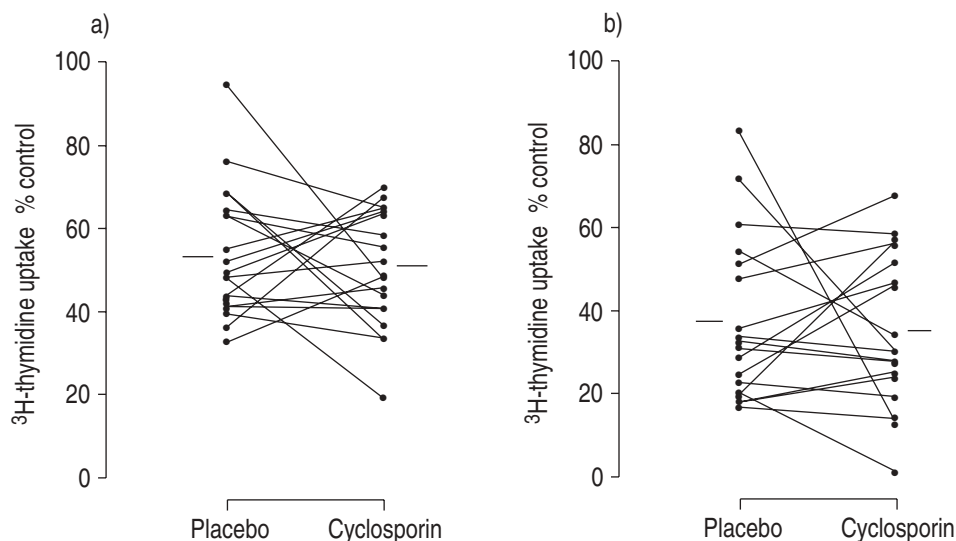 a)
100
80
60
40
20
0
³H-thymidine uptake % control
Placebo Cyclosporin
b)
100
80
60
40
20
0
³H-thymidine uptake % control
Placebo Cyclosporin